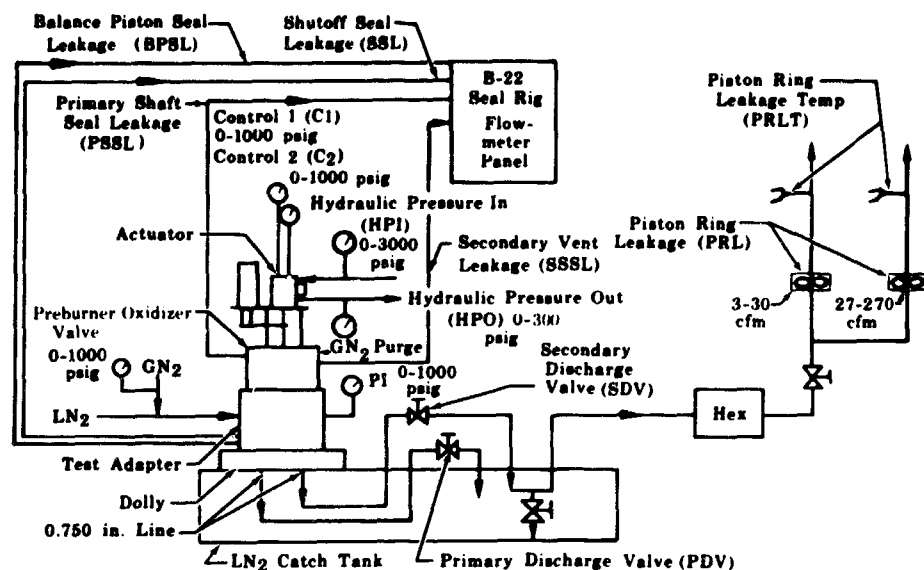 Balance Piston Seal
Leakage (BPSL)
Shutoff Seal
Leakage (SSL)
B-22
Seal Rig
Flow-
meter
Panel
Piston Ring
Leakage Temp
(PRLT)
Primary Shaft
Seal Leakage
(PSSL)
Control 1 (C1)
0-1000
psig
Control 2 (C2)
0-1000
psig
Hydraulic Pressure In
(HPI)
0-3000
psig
Actuator
Secondary Vent
Leakage (SSSL)
Piston Ring
Leakage (PRL)
3-30
cfm
27-270
cfm
Hydraulic Pressure Out
(HPO) 0-300
psig
Preburner Oxidizer
Valve
0-1000
psig
GN2
GN2 Purge
PI
0-1000
psig
Secondary
Discharge
Valve (SDV)
LN2
Hex
Test Adapter
Dolly
0.750 in. Line
LN2 Catch Tank
Primary Discharge Valve (PDV)